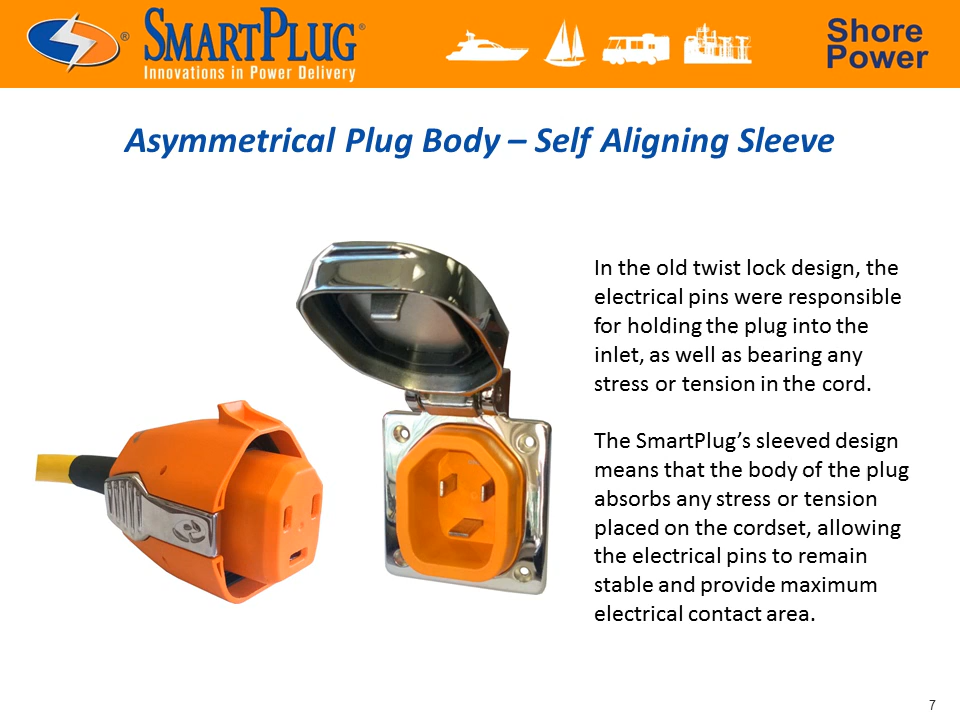 SMARTPLUG®
®
Innovations in Power Delivery
Shore
Power
Asymmetrical Plug Body – Self Aligning Sleeve
In the old twist lock design, the
electrical pins were responsible
for holding the plug into the
inlet, as well as bearing any
stress or tension in the cord.
The SmartPlug’s sleeved design
means that the body of the plug
absorbs any stress or tension
placed on the cordset, allowing
the electrical pins to remain
stable and provide maximum
electrical contact area.
7